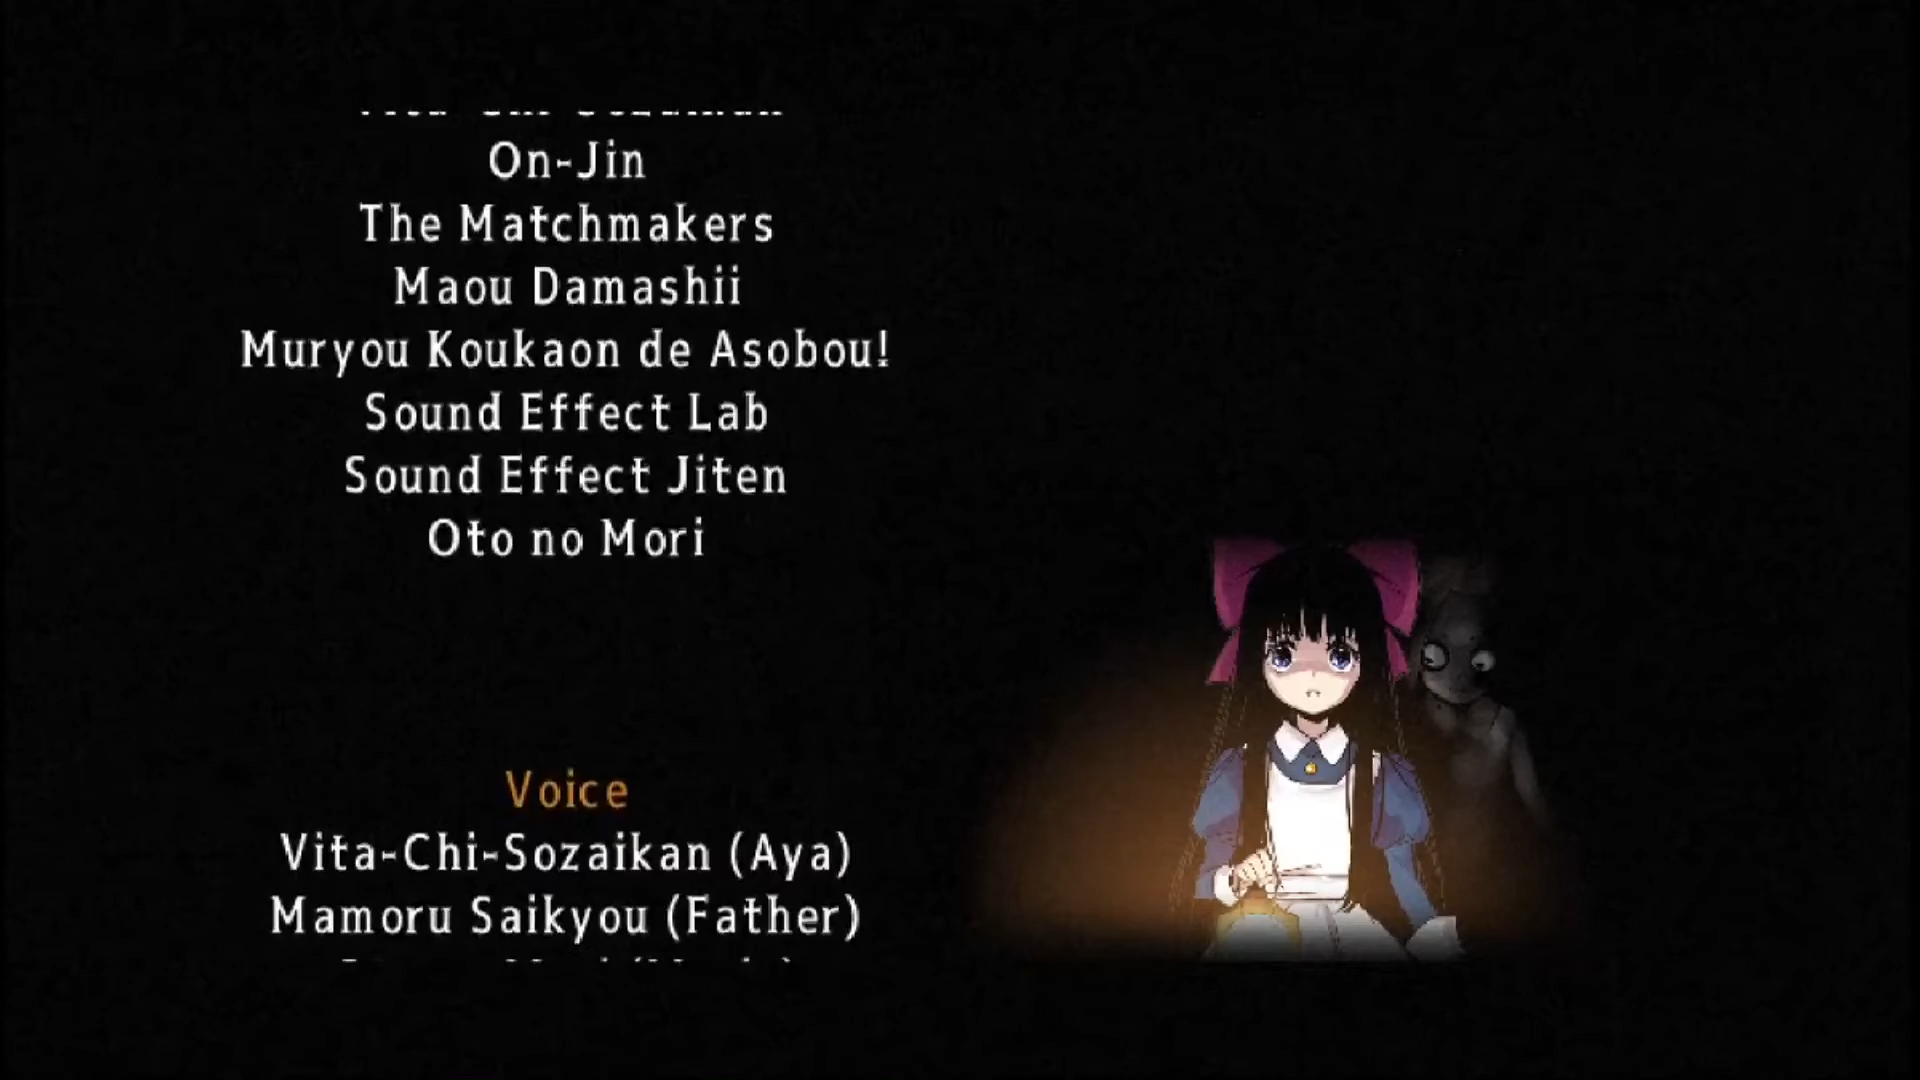 On-Jin
The Matchmakers
Maou Damashii
Muryou Koukaon de Asobou!
Sound Effect Lab
Sound Effect Jiten
Oto no Mori
Voice
Vita-Chi-Sozaikan (Aya)
Mamoru Saikyou (Father)